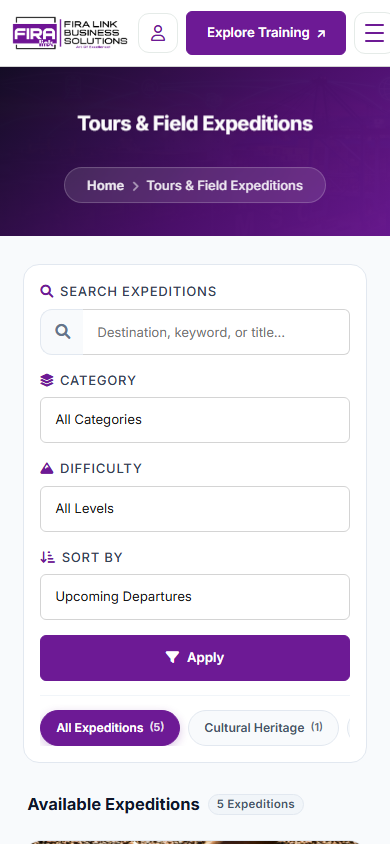 FIRA
link
FIRA LINK
BUSINESS
SOLUTIONS
Explore Training
Tours & Field Expeditions
Home
Tours & Field Expeditions
SEARCH EXPEDITIONS
Destination, keyword, or title...
CATEGORY
All Categories
DIFFICULTY
All Levels
SORT BY
Upcoming Departures
Apply
All Expeditions (5)
Cultural Heritage (1)
Available Expeditions
5 Expeditions